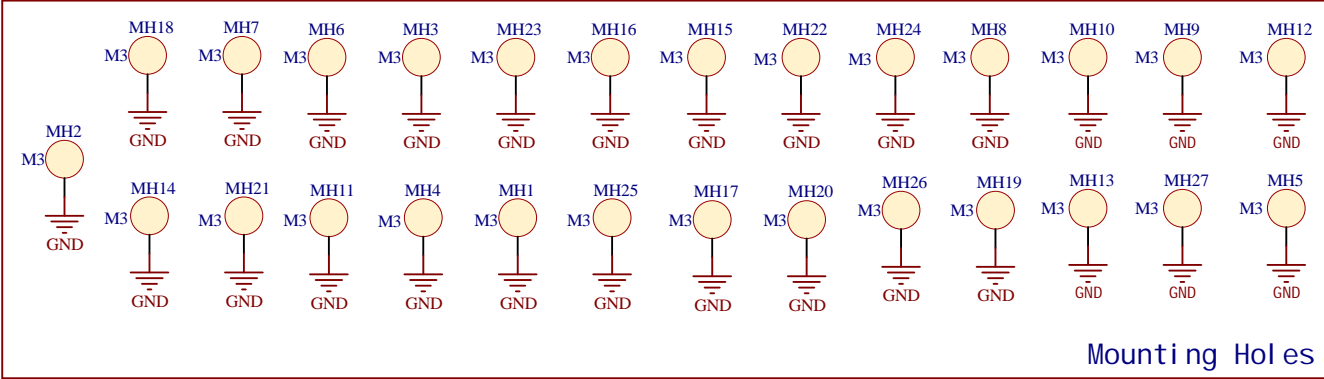 MH18 MH7 MH6 MH3 MH23 MH16 MH15 MH22 MH24 MH8 MH10 MH9 MH12
M3 M3 M3 M3 M3 M3 M3 M3 M3 M3 M3 M3 M3
GND GND GND GND GND GND GND GND GND GND GND GND GND
MH2
M3
GND
MH14 MH21 MH11 MH4 MH1 MH25 MH17 MH20 MH26 MH19 MH13 MH27 MH5
M3 M3 M3 M3 M3 M3 M3 M3 M3 M3 M3 M3 M3
GND GND GND GND GND GND GND GND GND GND GND GND GND
Mounting Holes